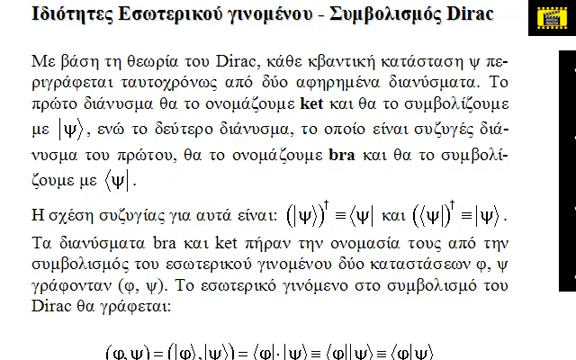 Ιδιότητες Εσωτερικού γινομένου - Συμβολισμός Dirac
Με βάση τη θεωρία του Dirac, κάθε κβαντική κατάσταση ψ πε-
ριγράφεται ταυτοχρόνως από δύο αφηρημένα διανύσματα. Το
πρώτο διάνυσμα θα το ονομάζουμε ket και θα το συμβολίζουμε
με |ψ⟩, ενώ το δεύτερο διάνυσμα, το οποίο είναι συζυγές διά-
νυσμα του πρώτου, θα το ονομάζουμε bra και θα το συμβολί-
ζουμε με ⟨ψ|.
Η σχέση συζυγίας για αυτά είναι: (|ψ⟩)† ≡ ⟨ψ| και (⟨ψ|)† ≡ |ψ⟩.
Τα διανύσματα bra και ket πήραν την ονομασία τους από την
συμβολισμό του εσωτερικού γινομένου δύο καταστάσεων φ, ψ
γράφονταν (φ, ψ). Το εσωτερικό γινόμενο στο συμβολισμό του
Dirac θα γράφεται:
(φ,ψ) = (|φ⟩,|ψ⟩) = ⟨φ|·|ψ⟩ ≡ ⟨φ||ψ⟩ ≡ ⟨φ|ψ⟩